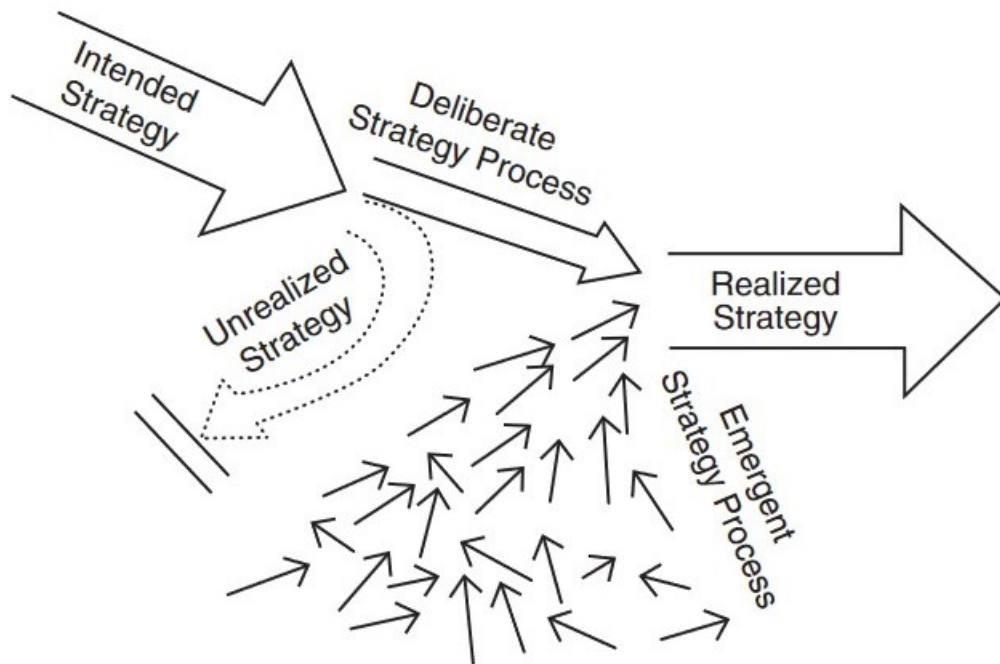 Intended
Strategy
Deliberate
Strategy Process
Unrealized
Strategy
Realized
Strategy
Emergent
Strategy Process